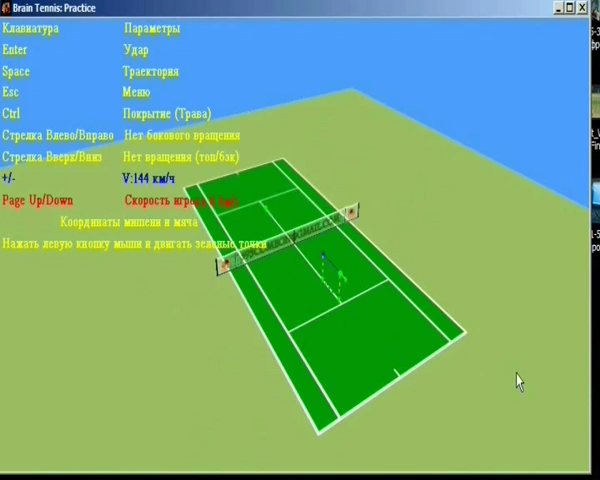 Brain Tennis: Practice
Клавиатура Параметры
Enter Удар
Space Траектория
Esc Меню
Ctrl Покрытие (Трава)
Стрелка Влево/Вправо Нет бокового вращения
Стрелка Вверх/Вниз Нет вращения (топ/бэк)
+/- V:144 км/ч
Page Up/Down Скорость игрока
Координаты мишени и мяча
Нажать левую кнопку мыши и двигать зеленые точки